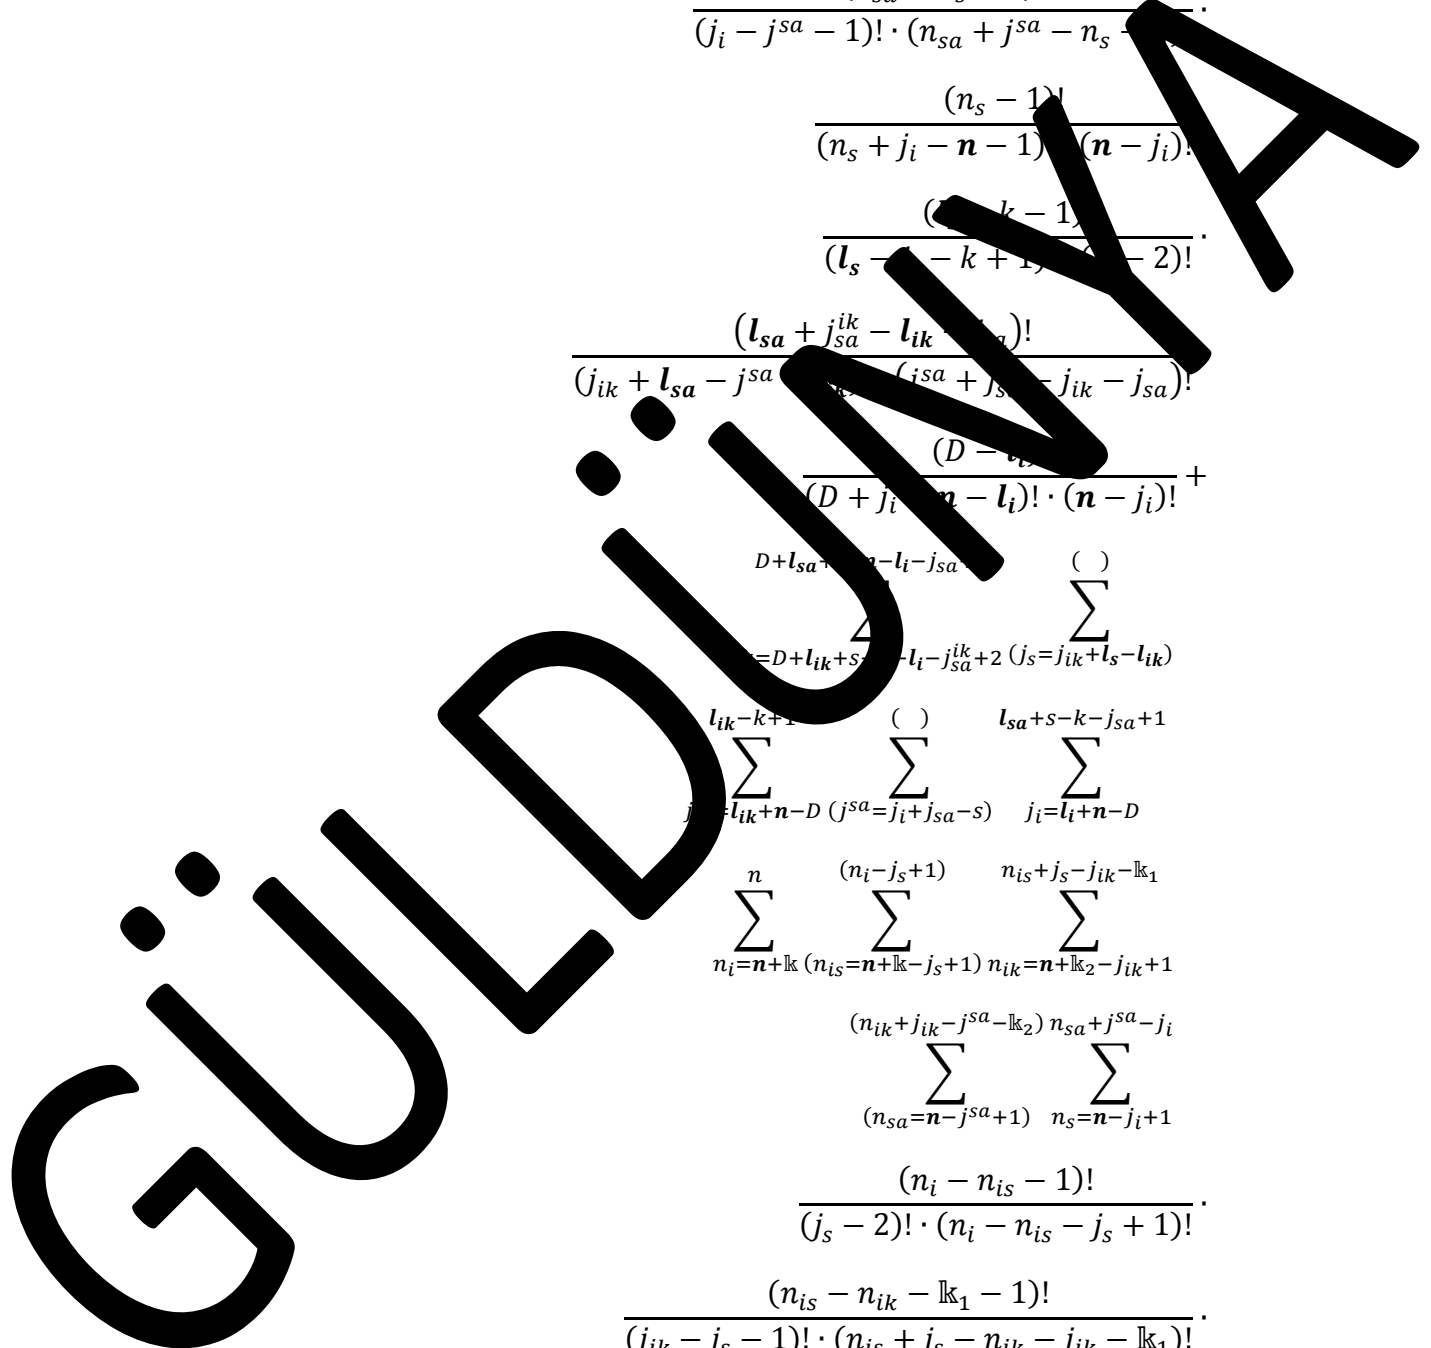 (j_i − j^{sa} − 1)! · (n_{sa} + j^{sa} − n_s −
(n_s − 1)!
(n_s + j_i − n − 1) (n − j_i)!
k − 1)
(l_s − − k + 1) − 2)! ·
(l_{sa} + j_{sa}^{ik} − l_{ik} )!
(j_{ik} + l_{sa} − j^{sa} (j^{sa} + − j_{ik} − j_{sa})!
(D − l_i)
(D + j_i n − l_i)! · (n − j_i)! +
D+l_{sa}+ n−l_i−j_{sa} ( )
∑ ∑
=D+l_{ik}+s− −l_i−j_{sa}^{ik}+2 (j_s=j_{ik}+l_s−l_{ik})
l_{ik}−k+1 ( ) l_{sa}+s−k−j_{sa}+1
∑ ∑ ∑
=l_{ik}+n−D (j^{sa}=j_i+j_{sa}−s) j_i=l_i+n−D
n (n_i−j_s+1) n_{is}+j_s−j_{ik}−𝕜_1
∑ ∑ ∑
n_i=n+𝕜 (n_{is}=n+𝕜−j_s+1) n_{ik}=n+𝕜_2−j_{ik}+1
(n_{ik}+j_{ik}−j^{sa}−𝕜_2) n_{sa}+j^{sa}−j_i
∑ ∑
(n_{sa}=n−j^{sa}+1) n_s=n−j_i+1
(n_i − n_{is} − 1)!
(j_s − 2)! · (n_i − n_{is} − j_s + 1)! ·
(n_{is} − n_{ik} − 𝕜_1 − 1)!
(j_{ik} − j_s − 1)! · (n_{is} + j_s − n_{ik} − j_{ik} − 𝕜_1)! ·
GÜLDÜNYA